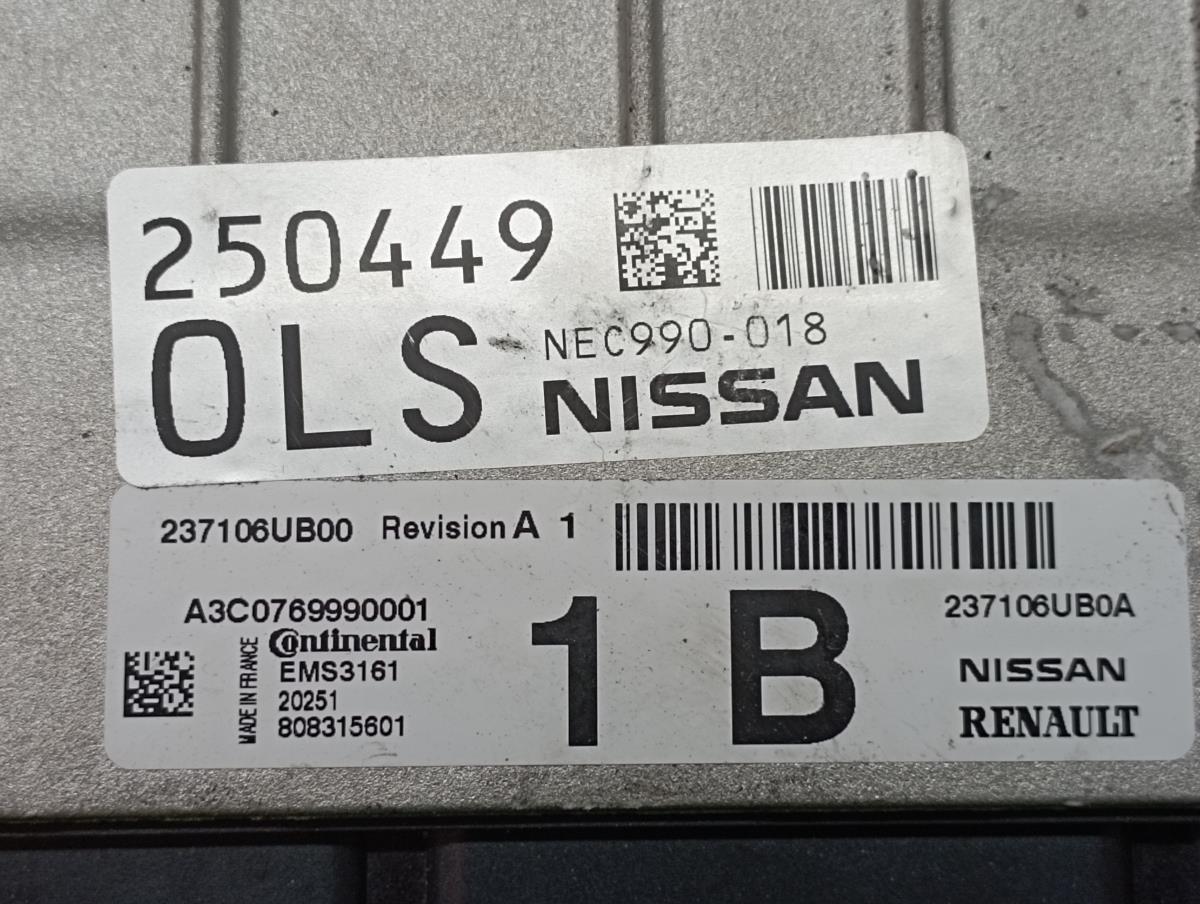 250449
0LS NEC990-018
NISSAN
237106UB00 Revision A 1
A3C0769990001
Continental
MADE IN FRANCE
EMS3161
20251
808315601
1 B
237106UB0A
NISSAN
RENAULT